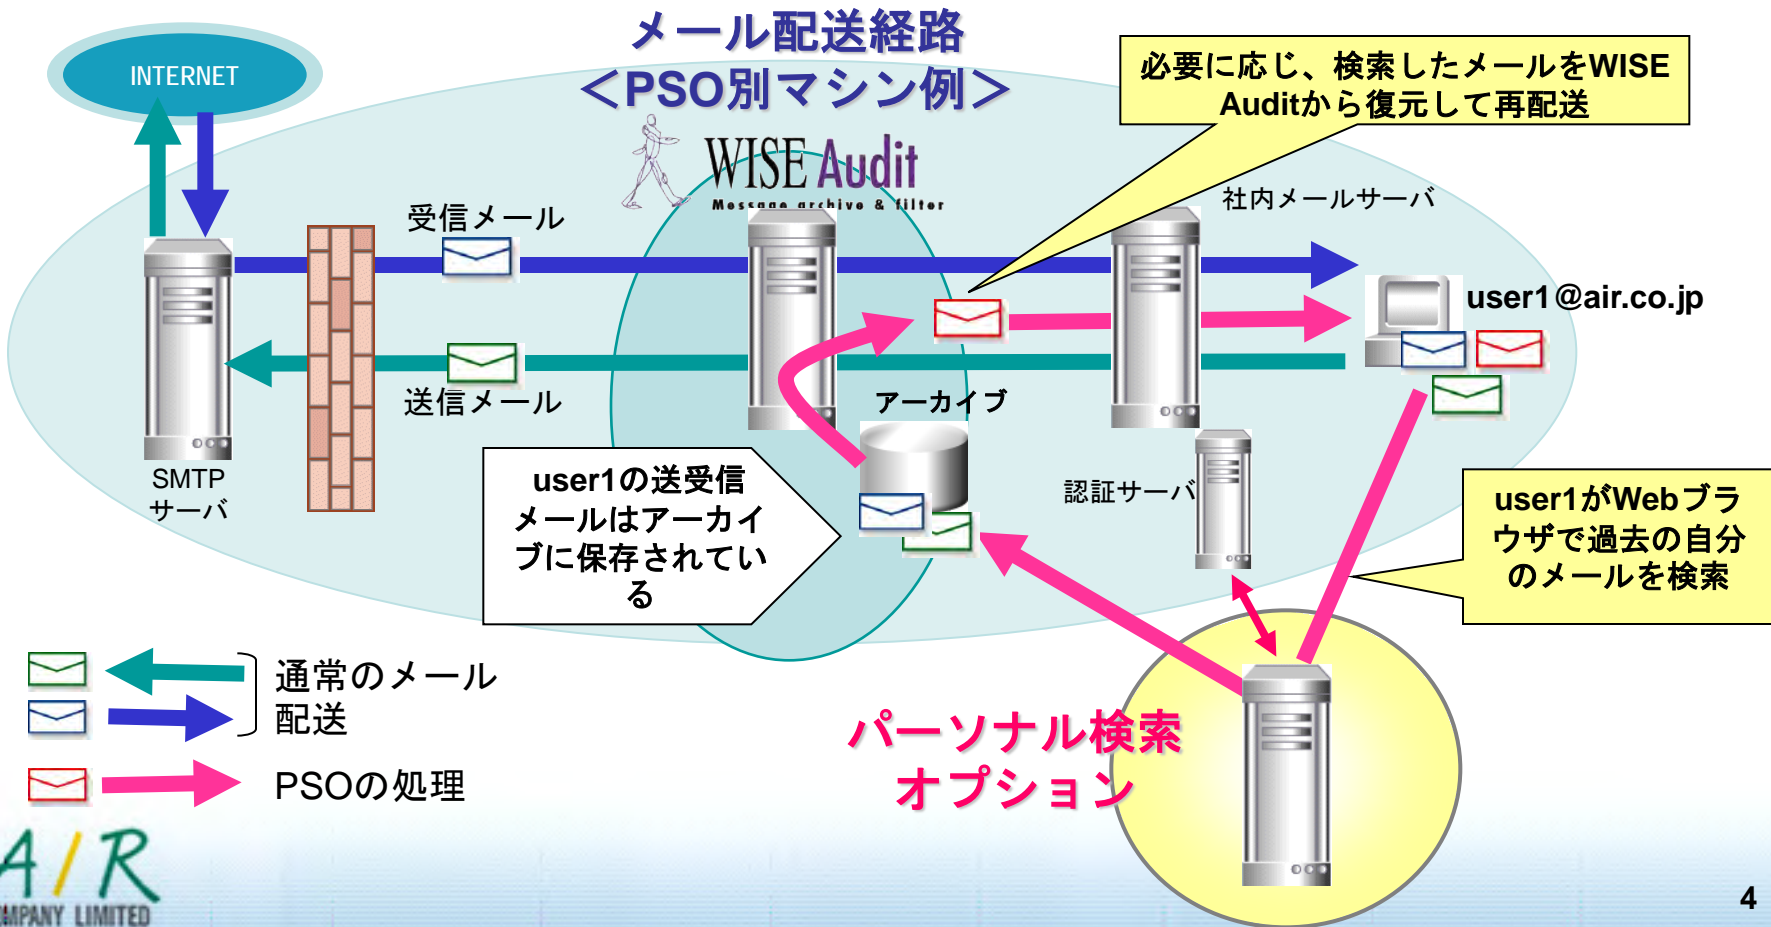 メール配送経路
＜PSO別マシン例＞
INTERNET
必要に応じ、検索したメールをWISE
Auditから復元して再配送
WISE Audit
Message archive & filter
社内メールサーバ
受信メール
user1@air.co.jp
送信メール
アーカイブ
SMTP
サーバ
user1の送受信
メールはアーカイ
ブに保存されてい
る
認証サーバ
user1がWebブラ
ウザで過去の自分
のメールを検索
通常のメール
配送
PSOの処理
パーソナル検索
オプション
AIR
COMPANY LIMITED
4